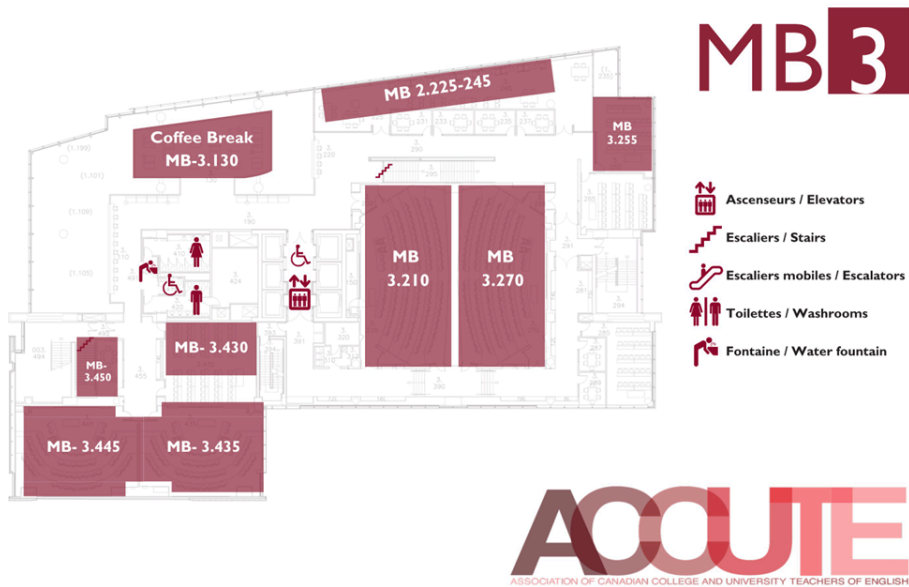 MB 3
MB 2.225-245
Coffee Break
MB-3.130
MB
3.255
MB
3.210
MB
3.270
MB- 3.430
MB-
3.450
MB- 3.445
MB- 3.435
Ascenseurs / Elevators
Escaliers / Stairs
Escaliers mobiles / Escalators
Toilettes / Washrooms
Fontaine / Water fountain
ACCUTE
ASSOCIATION OF CANADIAN COLLEGE AND UNIVERSITY TEACHERS OF ENGLISH